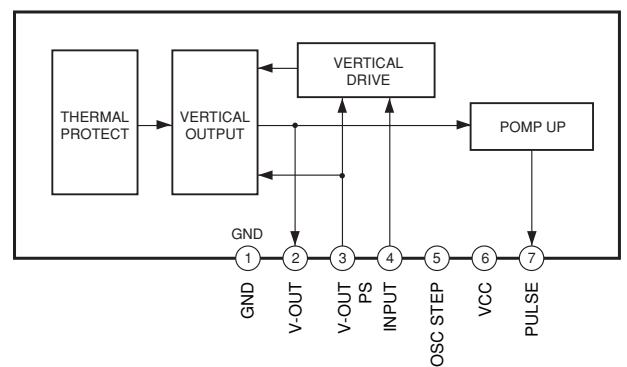 VERTICAL
DRIVE
THERMAL
PROTECT
VERTICAL
OUTPUT
POMP UP
GND
1
2
3
4
5
6
7
GND
V-OUT
V-OUT
PS
INPUT
OSC STEP
VCC
PULSE